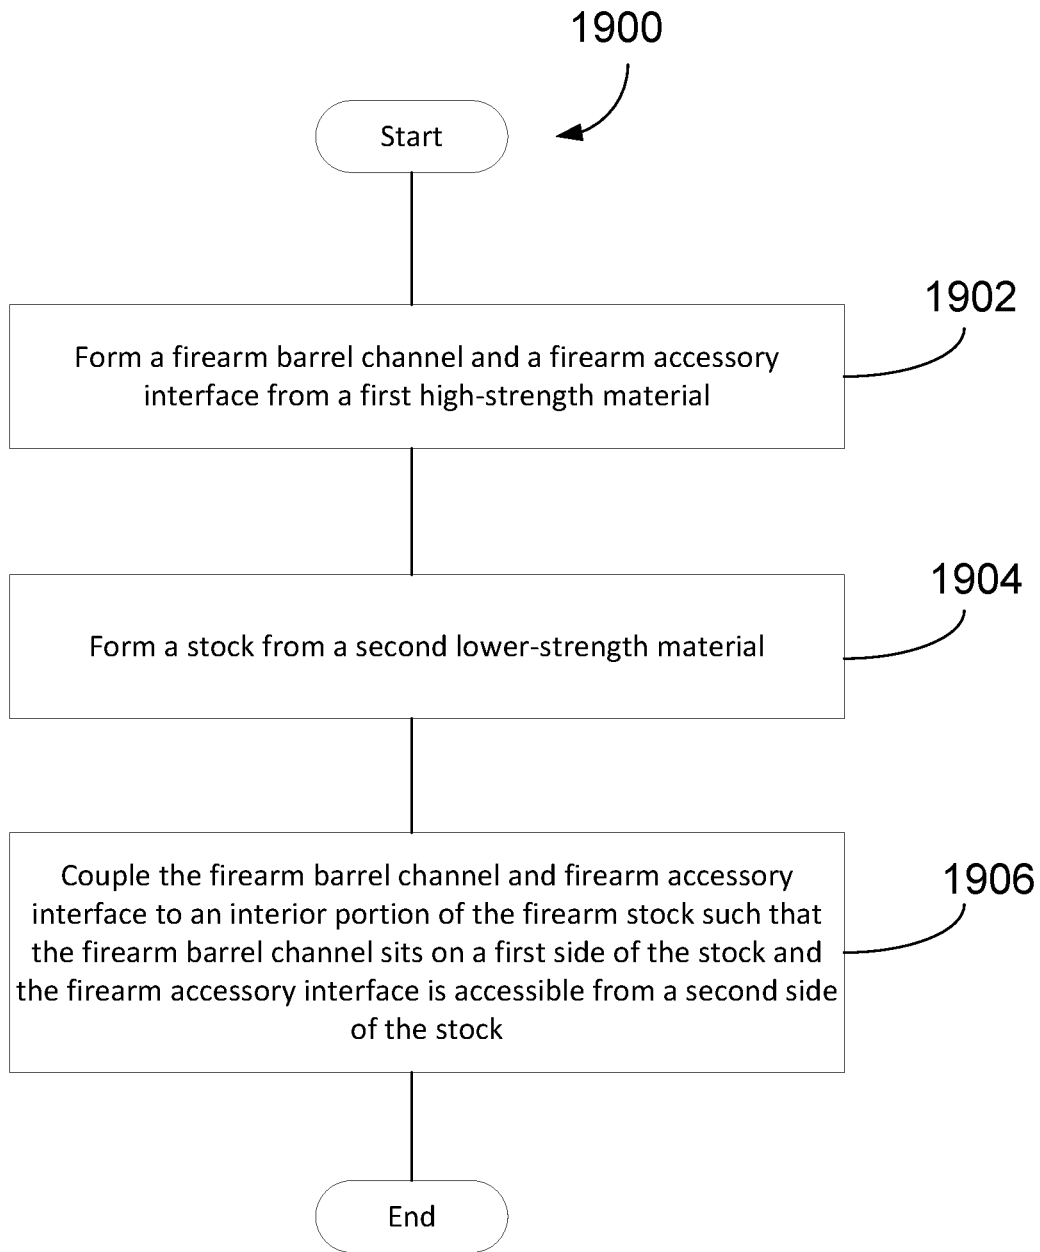 1900
Start
1902
Form a firearm barrel channel and a firearm accessory
interface from a first high-strength material
1904
Form a stock from a second lower-strength material
1906
Couple the firearm barrel channel and firearm accessory
interface to an interior portion of the firearm stock such that
the firearm barrel channel sits on a first side of the stock and
the firearm accessory interface is accessible from a second side
of the stock
End